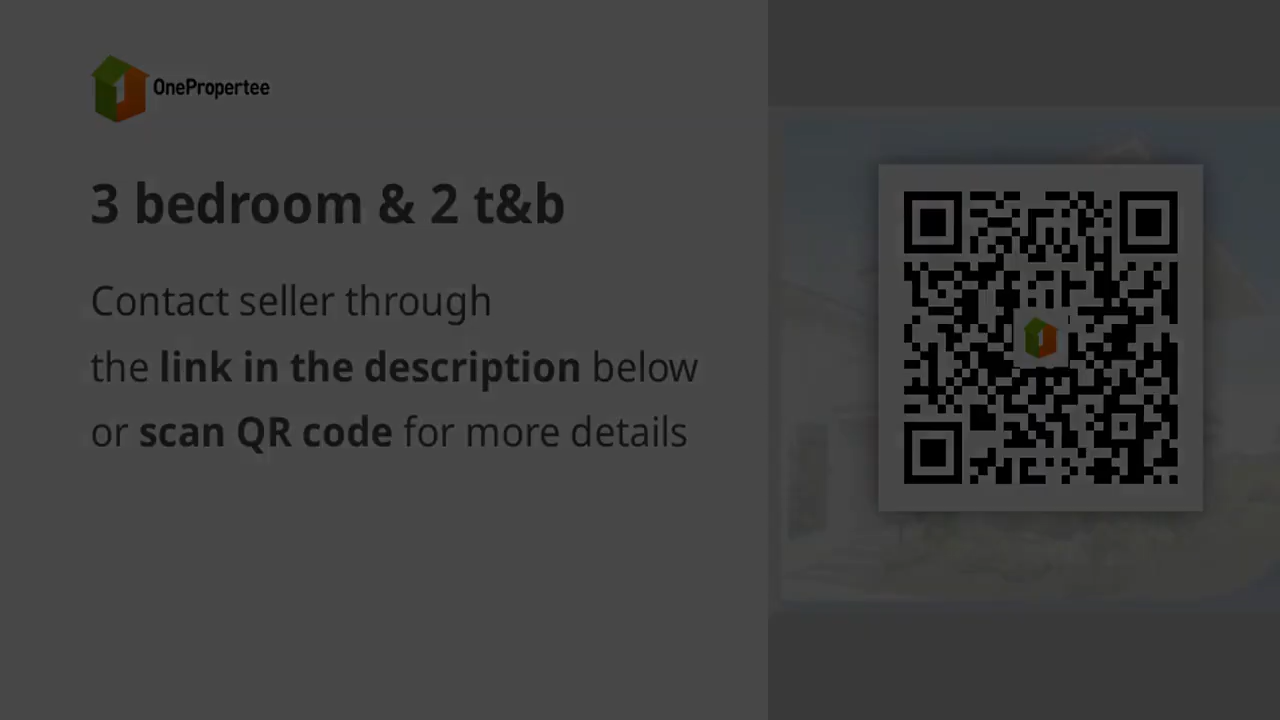 OnePropertee
3 bedroom & 2 t&b
Contact seller through
the link in the description below
or scan QR code for more details